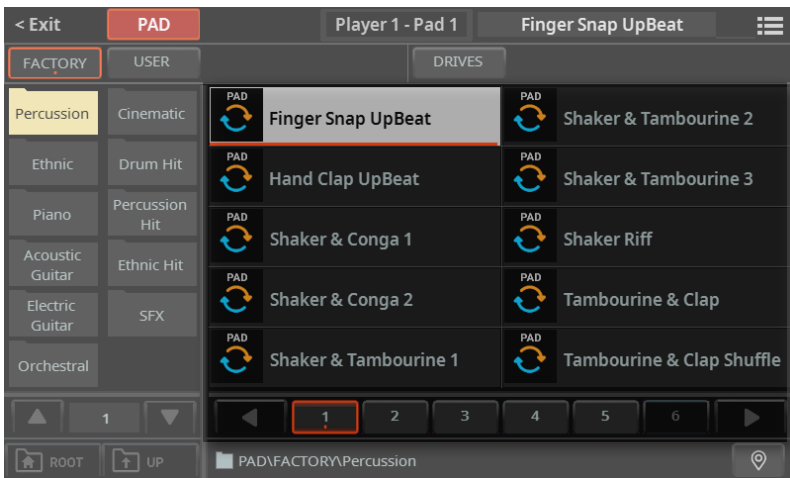 < Exit
PAD
Player 1 - Pad 1
Finger Snap UpBeat
FACTORY
USER
DRIVES
Percussion
Cinematic
Ethnic
Drum Hit
Piano
Percussion
Hit
Acoustic
Guitar
Ethnic Hit
Electric
Guitar
SFX
Orchestral
PAD
Finger Snap UpBeat
PAD
Shaker & Tambourine 2
PAD
Hand Clap UpBeat
PAD
Shaker & Tambourine 3
PAD
Shaker & Conga 1
PAD
Shaker Riff
PAD
Shaker & Conga 2
PAD
Tambourine & Clap
PAD
Shaker & Tambourine 1
PAD
Tambourine & Clap Shuffle
1
1
2
3
4
5
6
ROOT
UP
PAD\FACTORY\Percussion